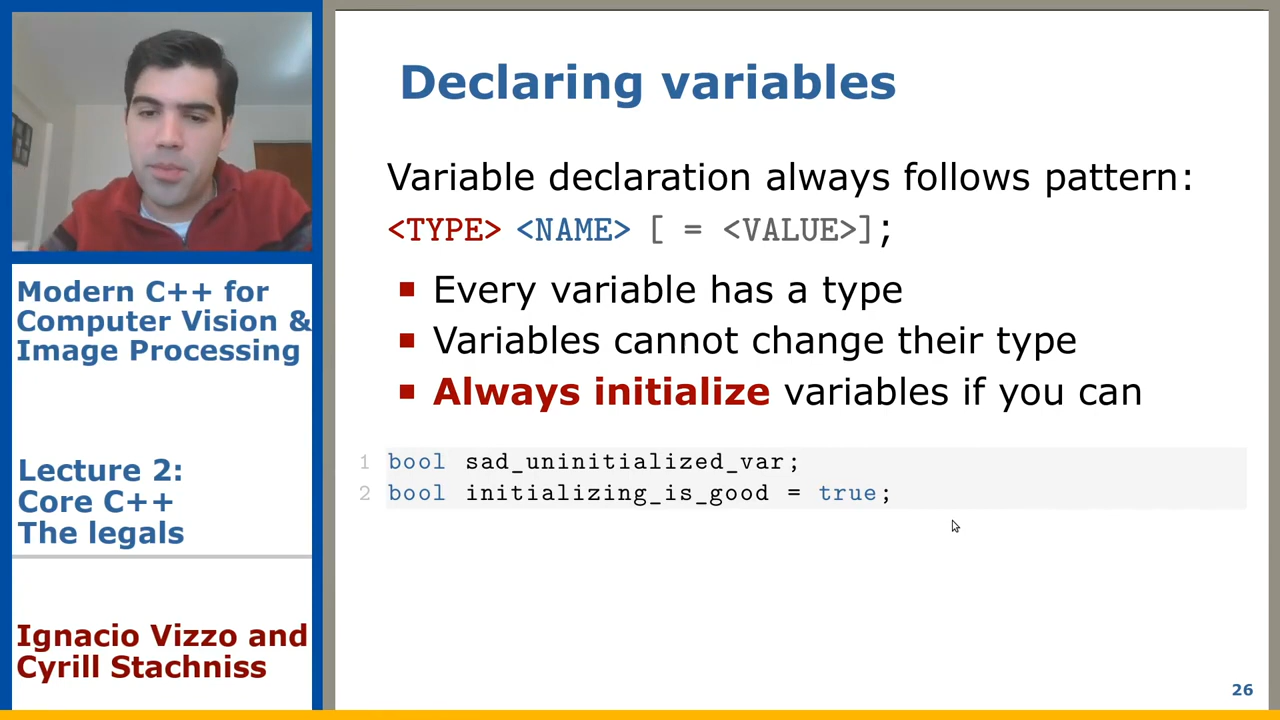 Declaring variables
Variable declaration always follows pattern:
<TYPE> <NAME> [ = <VALUE>];
Every variable has a type
Variables cannot change their type
Always initialize variables if you can
1 bool sad_uninitialized_var;
2 bool initializing_is_good = true;
26
Modern C++ for
Computer Vision &
Image Processing
Lecture 2:
Core C++
The legals
Ignacio Vizzo and
Cyrill Stachniss